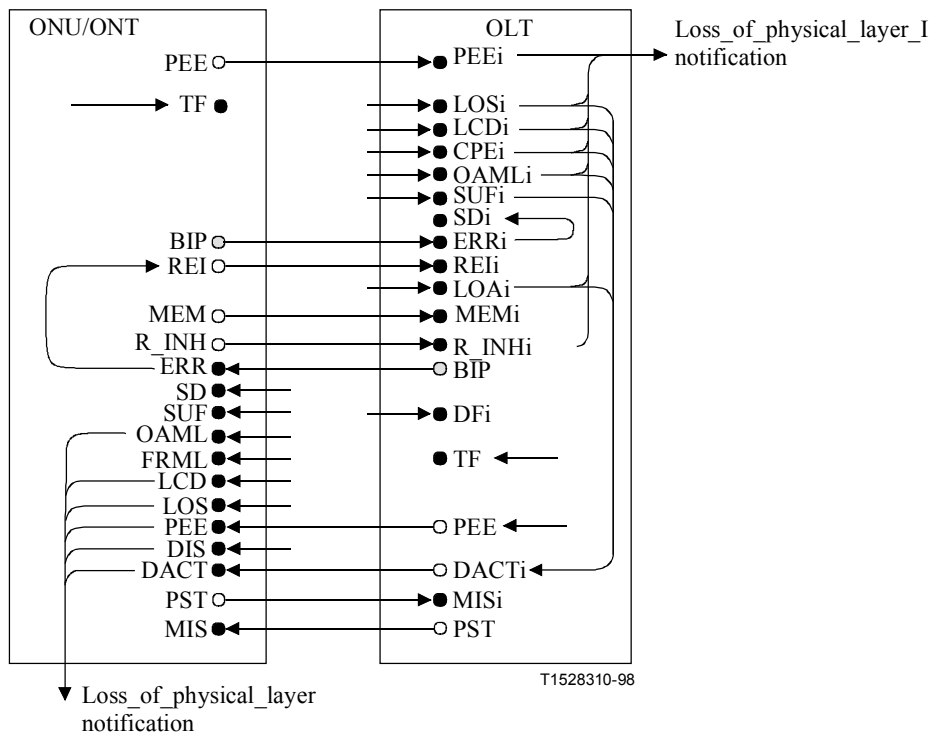 ONU/ONT
OLT
Loss_of_physical_layer_I
notification
PEE
PEEi
TF
LOSi
LCDi
CPEi
OAMLi
SUFi
SDi
BIP
ERRi
REI
REIi
LOAi
MEM
MEMi
R_INH
R_INHi
ERR
BIP
SD
SUF
DFi
OAML
FRML
TF
LCD
LOS
PEE
PEE
DIS
DACT
DACTi
PST
MISi
MIS
PST
T1528310-98
Loss_of_physical_layer
notification